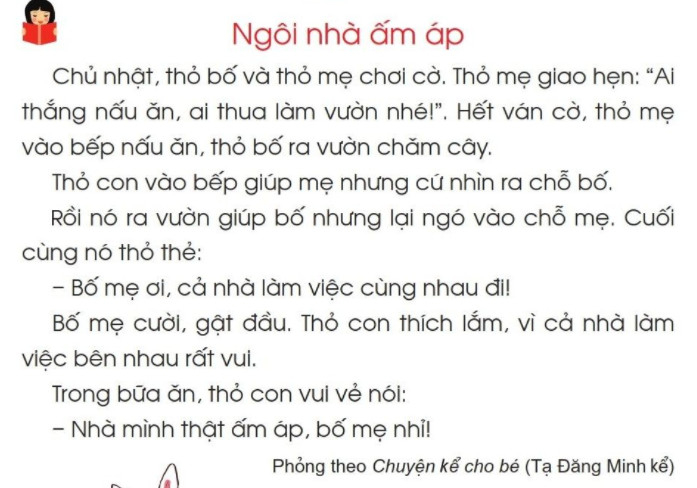 Ngôi nhà ấm áp
Chủ nhật, thỏ bố và thỏ mẹ chơi cờ. Thỏ mẹ giao hẹn: “Ai
thắng nấu ăn, ai thua làm vườn nhé!”. Hết ván cờ, thỏ mẹ
vào bếp nấu ăn, thỏ bố ra vườn chăm cây.
Thỏ con vào bếp giúp mẹ nhưng cứ nhìn ra chỗ bố.
Rồi nó ra vườn giúp bố nhưng lại ngó vào chỗ mẹ. Cuối
cùng nó thỏ thẻ:
– Bố mẹ ơi, cả nhà làm việc cùng nhau đi!
Bố mẹ cười, gật đầu. Thỏ con thích lắm, vì cả nhà làm
việc bên nhau rất vui.
Trong bữa ăn, thỏ con vui vẻ nói:
– Nhà mình thật ấm áp, bố mẹ nhỉ!
Phỏng theo Chuyện kể cho bé (Tạ Đăng Minh kể)